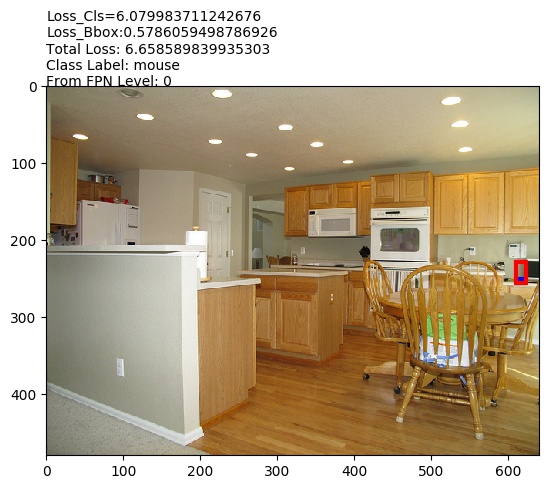 Loss_Cls=6.079983711242676
Loss_Bbox:0.5786059498786926
Total Loss: 6.658589839935303
Class Label: mouse
From FPN Level: 0
0
100
200
300
400
0 100 200 300 400 500 600